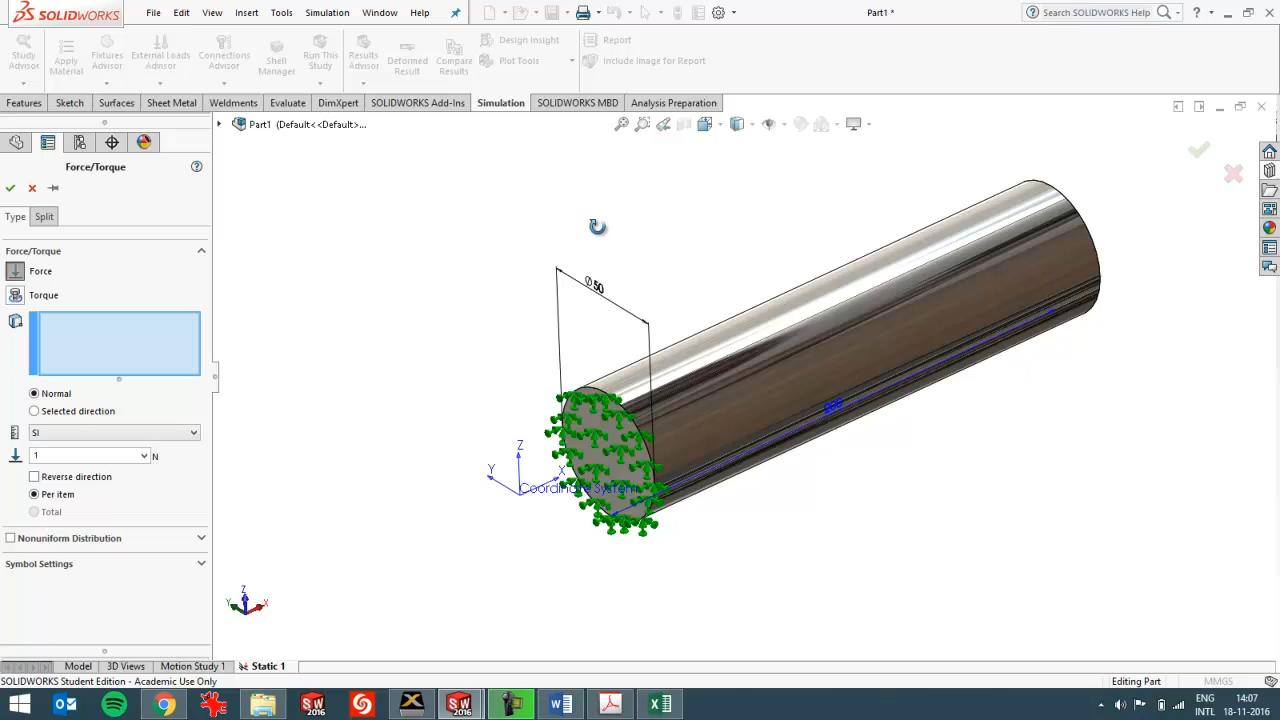 SOLIDWORKS File Edit View Insert Tools Simulation Window Help Part1 * Search SOLIDWORKS Help ?
Study Advisor
Apply Material
Fixtures Advisor
External Loads Advisor
Connections Advisor
Shell Manager
Run This Study
Results Advisor
Deformed Result
Compare Results
Design Insight
Plot Tools
Report
Include Image for Report
Features Sketch Surfaces Sheet Metal Weldments Evaluate DimXpert SOLIDWORKS Add-Ins Simulation SOLIDWORKS MBD Analysis Preparation
Part1 (Default<<Default>...
Force/Torque ?
Type Split
Force/Torque
Force
Torque
Normal
Selected direction
SI
1 N
Reverse direction
Per item
Total
Nonuniform Distribution
Symbol Settings
∅50
Z
Y
X
Z
Y
X
Model 3D Views Motion Study 1 Static 1
SOLIDWORKS Student Edition - Academic Use Only Editing Part MMGS
SW 2016
SW 2016
ENG 14:07
INTL 18-11-2016